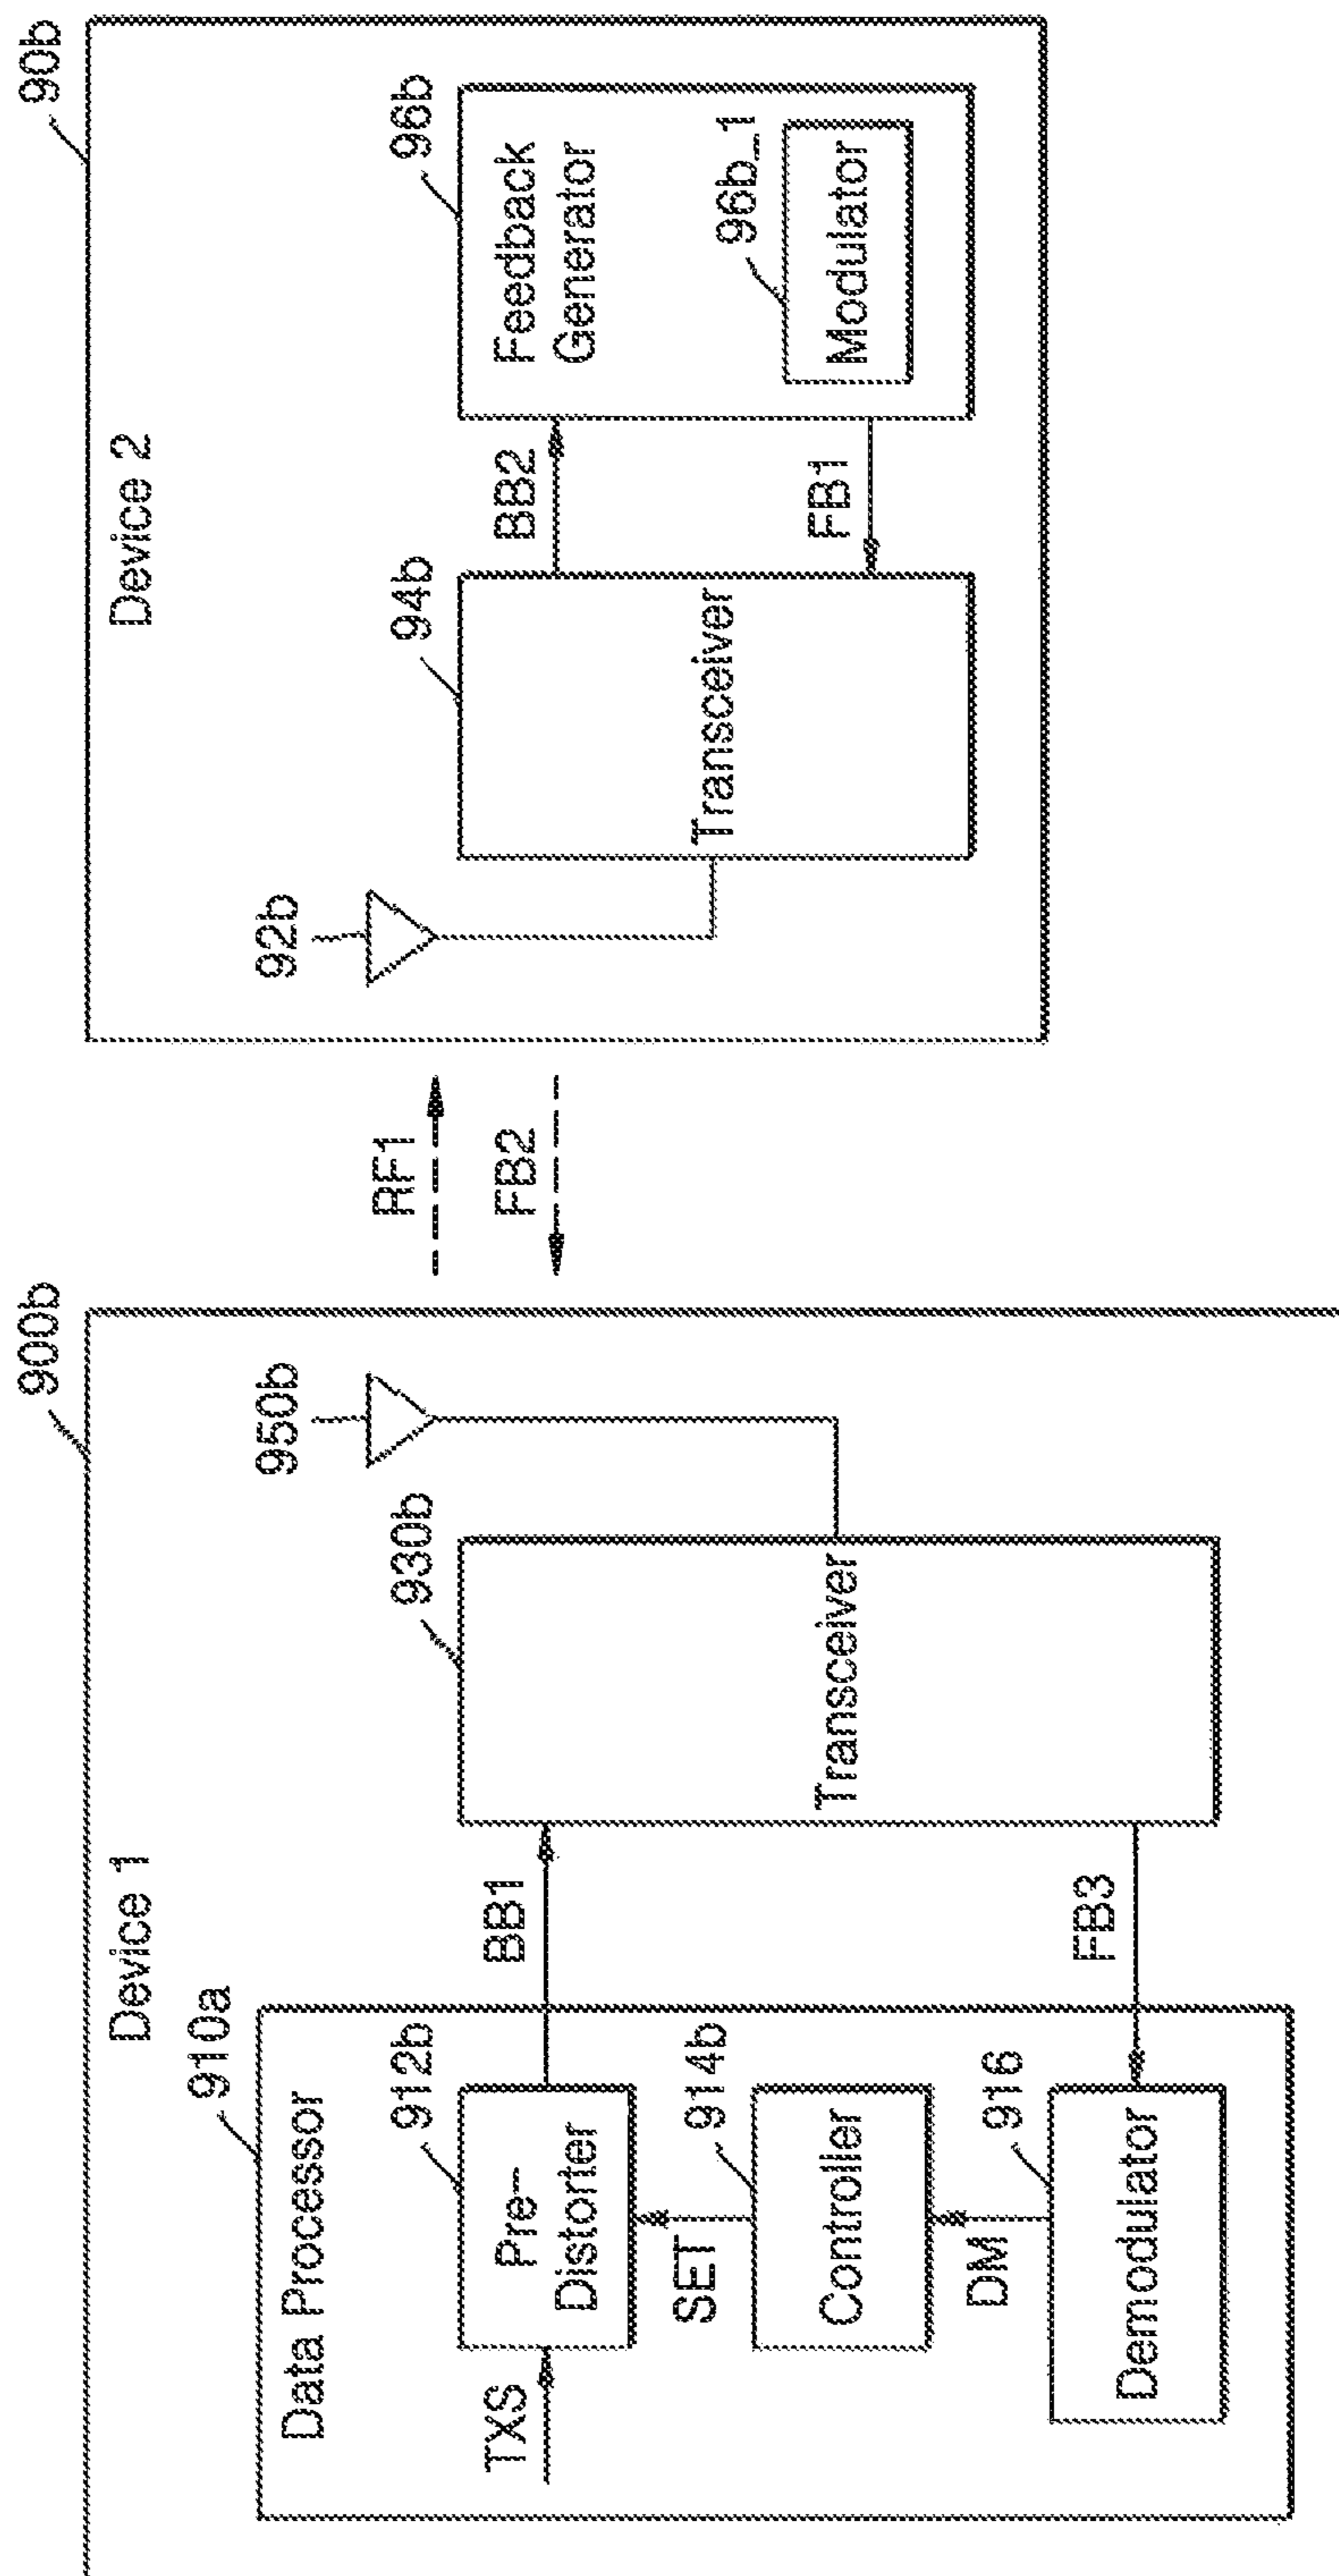 900b
Device 1
910a
Data Processor
912b
Pre-
Distorter
TXS
BB1
930b
950b
Transceiver
SET
914b
Controller
DM
916
Demodulator
FB3
RF1
FB2
90b
Device 2
92b
94b
Transceiver
BB2
FB1
96b
Feedback
Generator
96b_1
Modulator